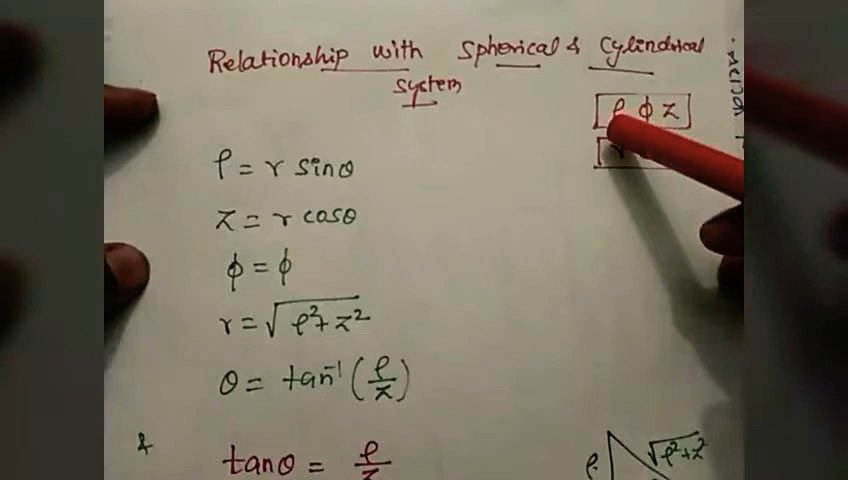 Relationship with Spherical & Cylindrical
system
ρ φ z
r
ρ = r sinθ
z = r cosθ
φ = φ
r = √ρ²+z²
θ = tan⁻¹(ρ/z)
& tanθ = ρ/z
ρ √ρ²+z²